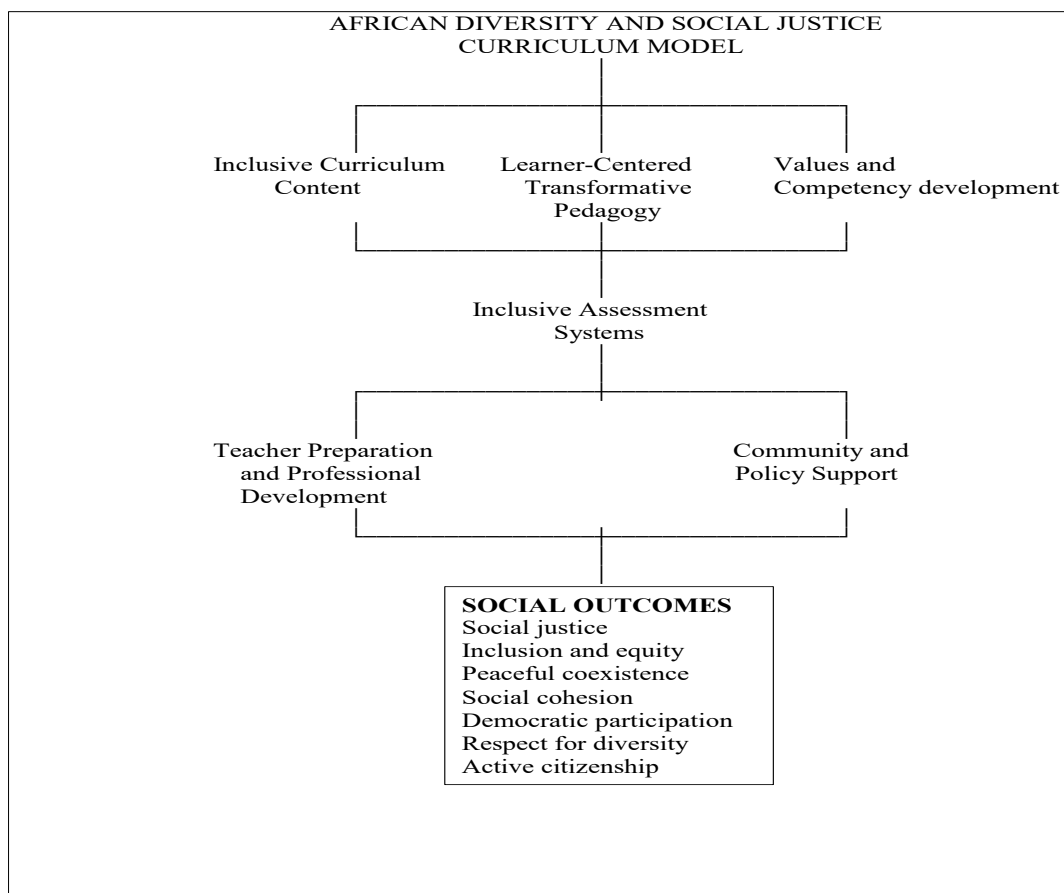 AFRICAN DIVERSITY AND SOCIAL JUSTICE
CURRICULUM MODEL
Inclusive Curriculum
Content
Learner-Centered
Transformative
Pedagogy
Values and
Competency development
Inclusive Assessment
Systems
Teacher Preparation
and Professional
Development
Community and
Policy Support
SOCIAL OUTCOMES
Social justice
Inclusion and equity
Peaceful coexistence
Social cohesion
Democratic participation
Respect for diversity
Active citizenship